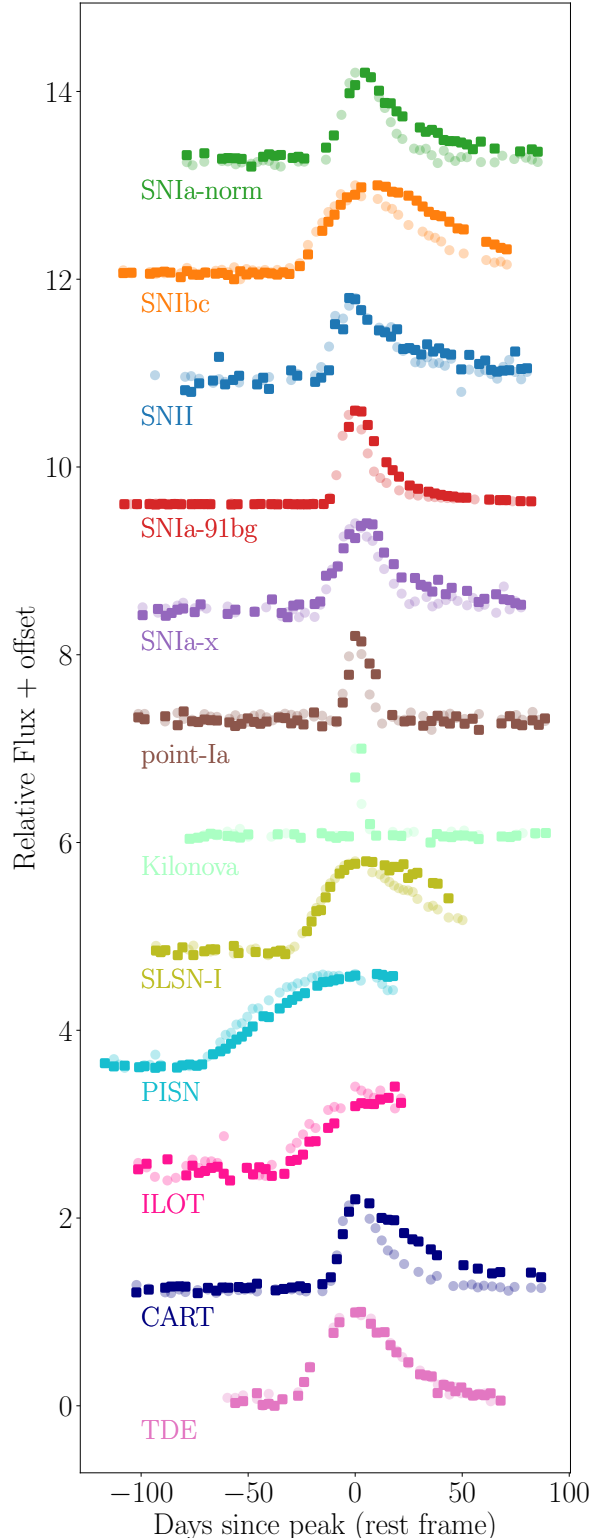 14
SNIa-norm
12
SNIbc
SNII
10
SNIa-91bg
SNIa-x
8
point-Ia
6
Kilonova
SLSN-I
4
PISN
ILOT
2
CART
0
TDE
Relative Flux + offset
−100 −50 0 50 100
Days since peak (rest frame)